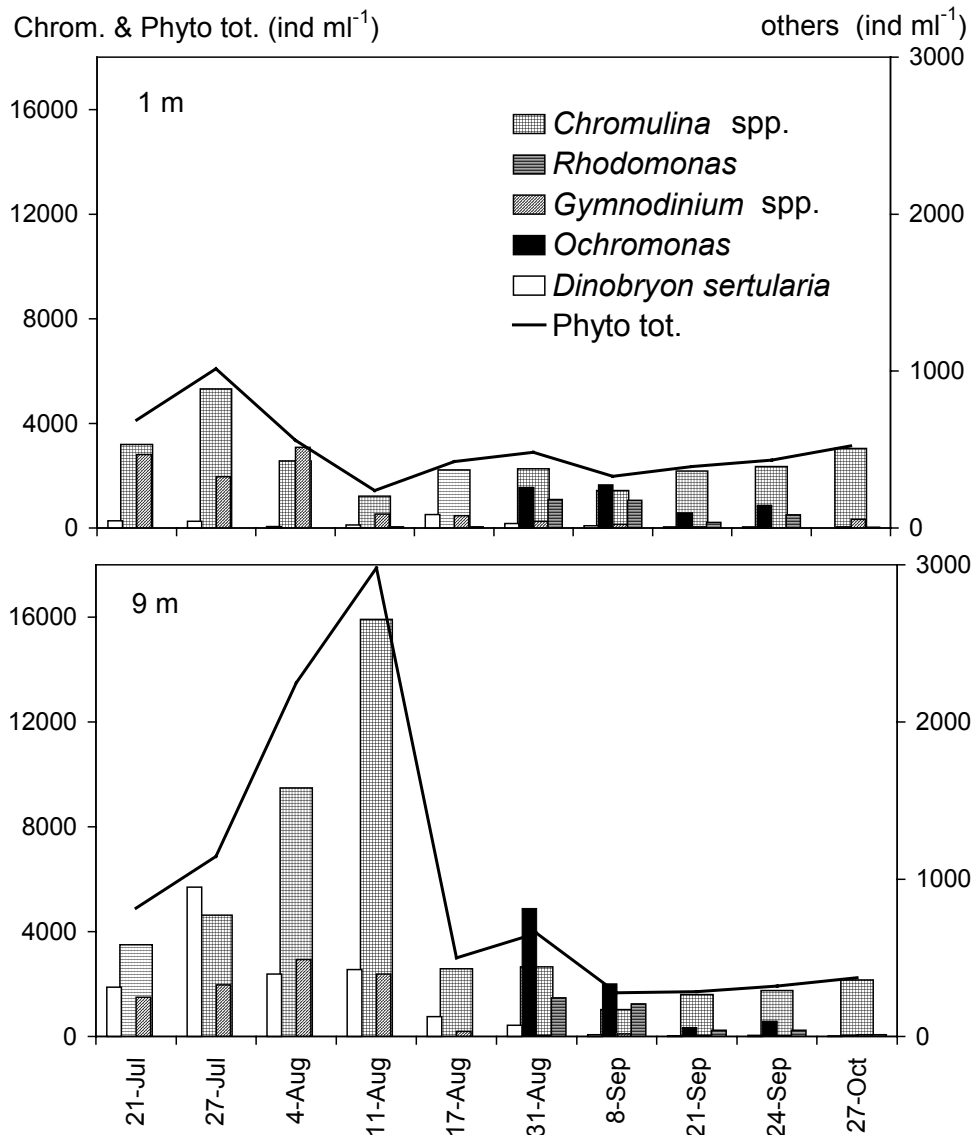 Chrom. & Phyto tot. (ind ml⁻¹) others (ind ml⁻¹)
1 m
16000
12000
8000
4000
0
3000
2000
1000
0
Chromulina spp.
Rhodomonas
Gymnodinium spp.
Ochromonas
Dinobryon sertularia
Phyto tot.
9 m
16000
12000
8000
4000
0
3000
2000
1000
0
21-Jul
27-Jul
4-Aug
11-Aug
17-Aug
31-Aug
8-Sep
21-Sep
24-Sep
27-Oct